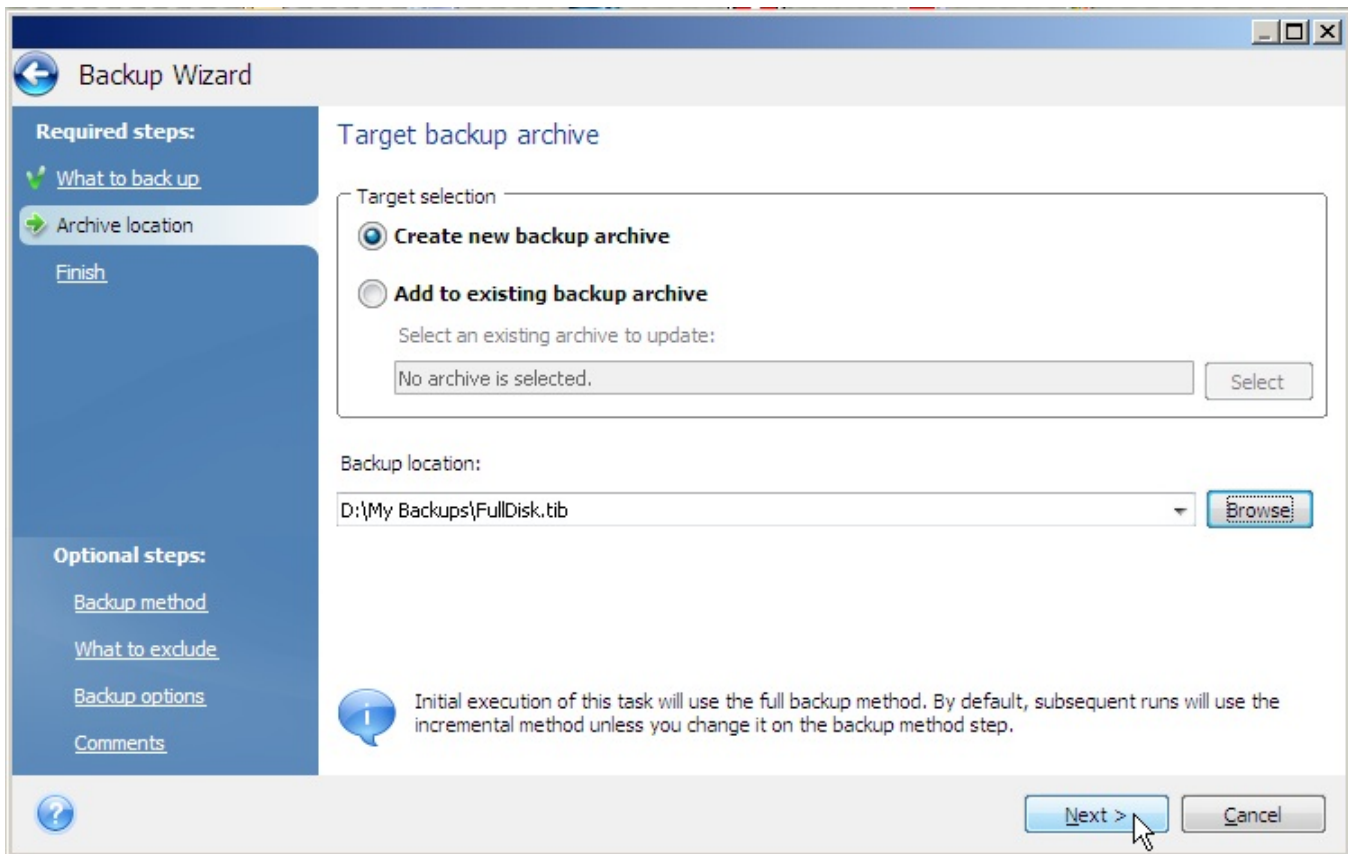 Backup Wizard
Required steps:
What to back up
Archive location
Finish
Optional steps:
Backup method
What to exclude
Backup options
Comments
Target backup archive
Target selection
Create new backup archive
Add to existing backup archive
Select an existing archive to update:
No archive is selected.
Select
Backup location:
D:\My Backups\FullDisk.tib
Browse
Initial execution of this task will use the full backup method. By default, subsequent runs will use the
incremental method unless you change it on the backup method step.
Next >
Cancel